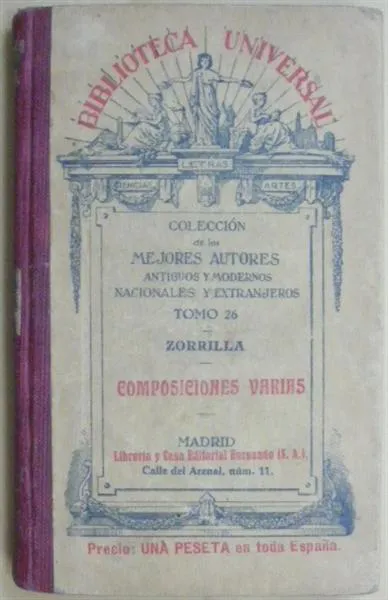 BIBLIOTECA UNIVERSAL
LETRAS
CIENCIAS
ARTES
COLECCIÓN
de los
MEJORES AUTORES
ANTIGUOS Y MODERNOS
NACIONALES Y EXTRANJEROS
TOMO 26
ZORRILLA
COMPOSICIONES VARIAS
MADRID
Librería y Casa Editorial Hernando (S. A.).
Calle del Arenal, núm. 11.
Precio: UNA PESETA en toda España.